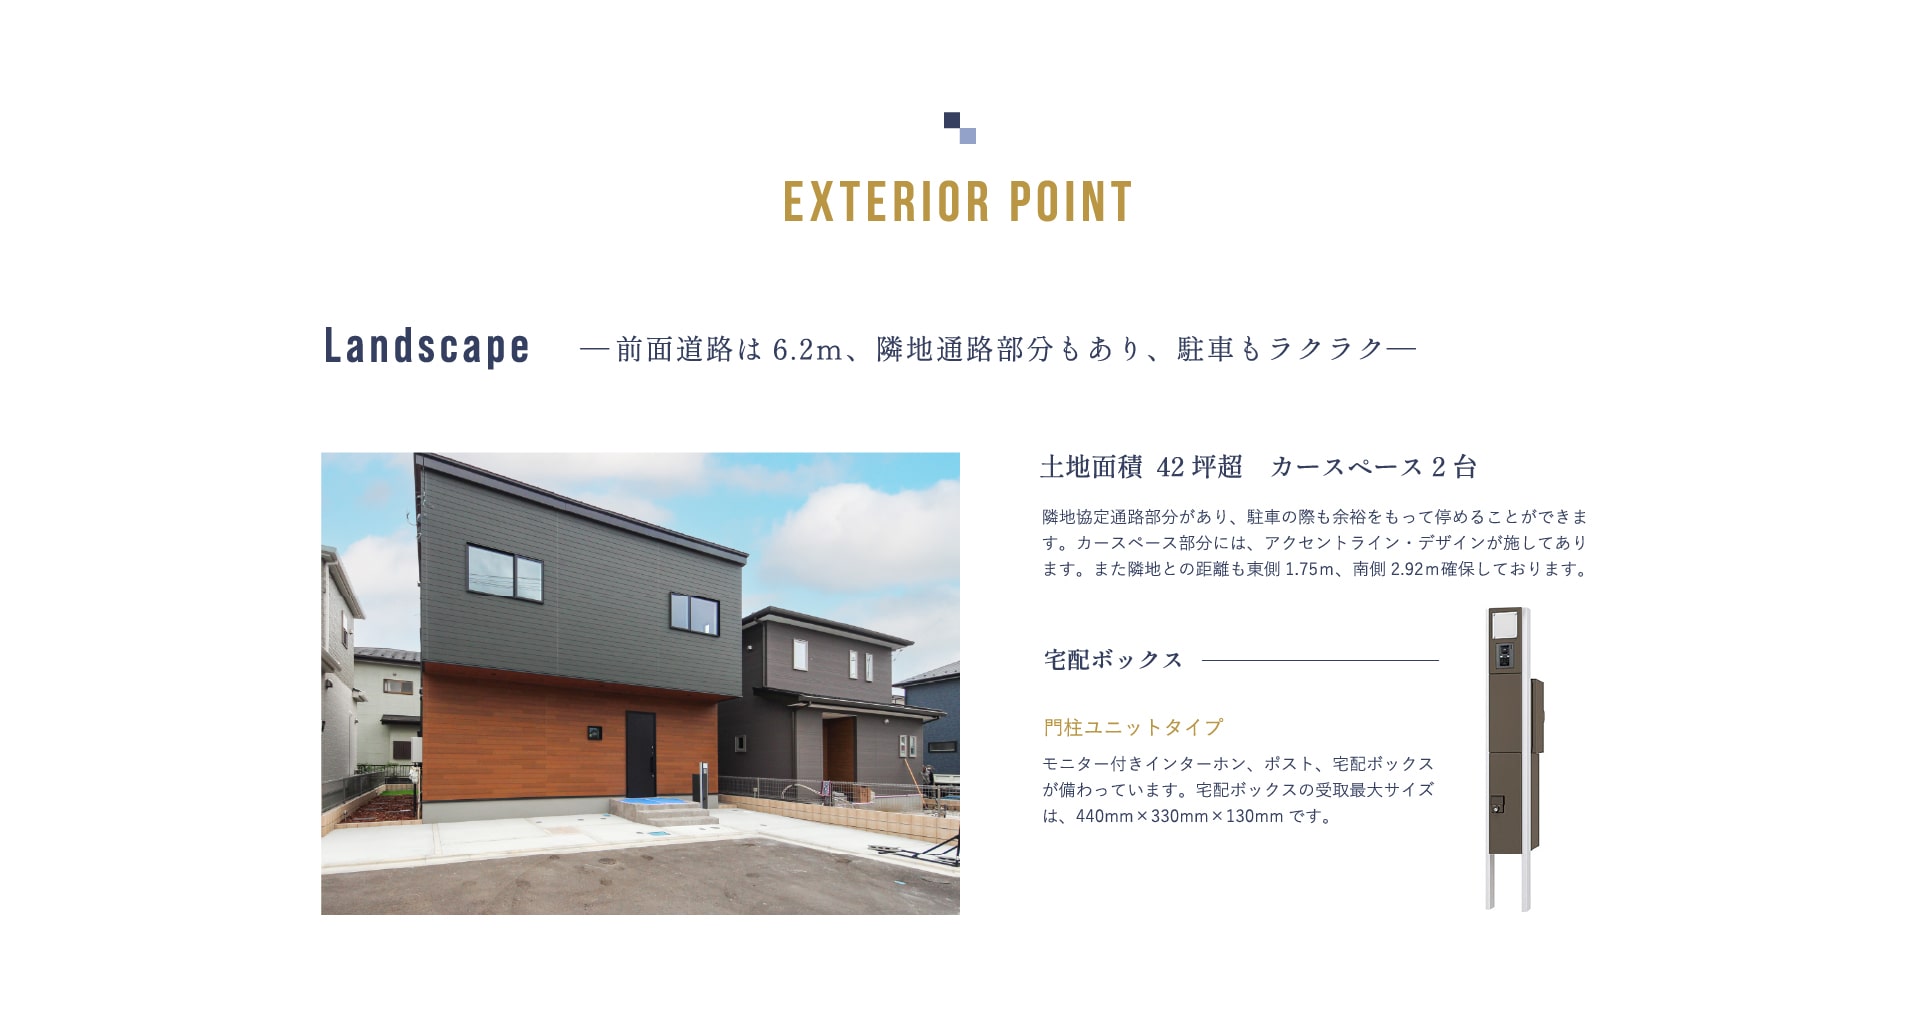 EXTERIOR POINT
Landscape
―前面道路は 6.2m、隣地通路部分もあり、駐車もラクラク―
土地面積 42 坪超　カースペース 2 台
隣地協定通路部分があり、駐車の際も余裕をもって停めることができま
す。カースペース部分には、アクセントライン・デザインが施してあり
ます。また隣地との距離も東側 1.75m、南側 2.92m確保しております。
宅配ボックス
門柱ユニットタイプ
モニター付きインターホン、ポスト、宅配ボックス
が備わっています。宅配ボックスの受取最大サイズ
は、440mm×330mm×130mm です。